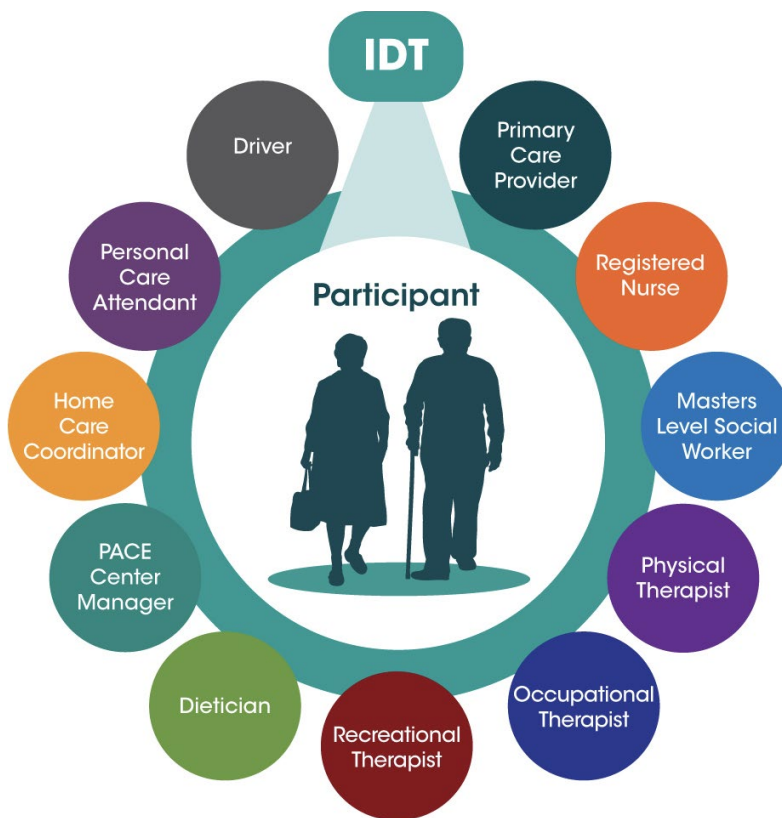 IDT
Primary
Care
Provider
Registered
Nurse
Masters
Level Social
Worker
Physical
Therapist
Occupational
Therapist
Recreational
Therapist
Dietician
PACE
Center
Manager
Home
Care
Coordinator
Personal
Care
Attendant
Driver
Participant